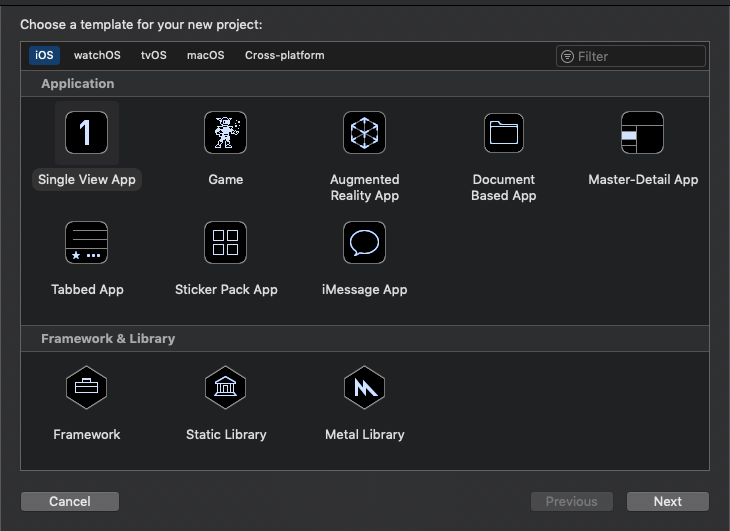 Choose a template for your new project:
iOS watchOS tvOS macOS Cross-platform Filter
Application
1
Single View App Game Augmented Reality App Document Based App Master-Detail App
Tabbed App Sticker Pack App iMessage App
Framework & Library
Framework Static Library Metal Library
Cancel Previous Next